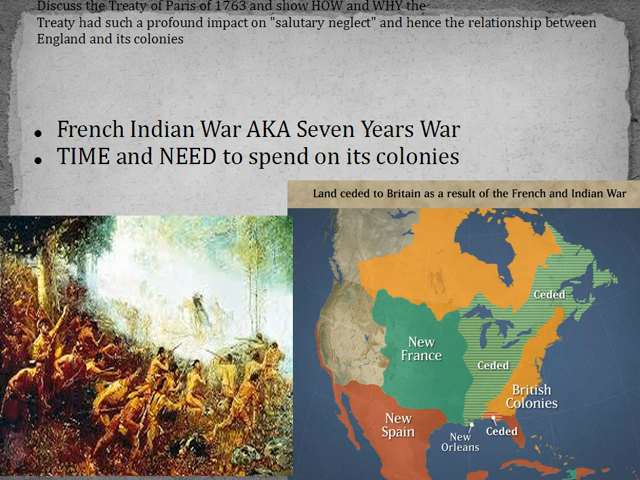 Discuss the Treaty of Paris of 1763 and show HOW and WHY the
Treaty had such a profound impact on "salutary neglect" and hence the relationship between
England and its colonies
• French Indian War AKA Seven Years War
• TIME and NEED to spend on its colonies
Land ceded to Britain as a result of the French and Indian War
Ceded
New
France
Ceded
British
Colonies
New
Spain
New
Orleans
Ceded